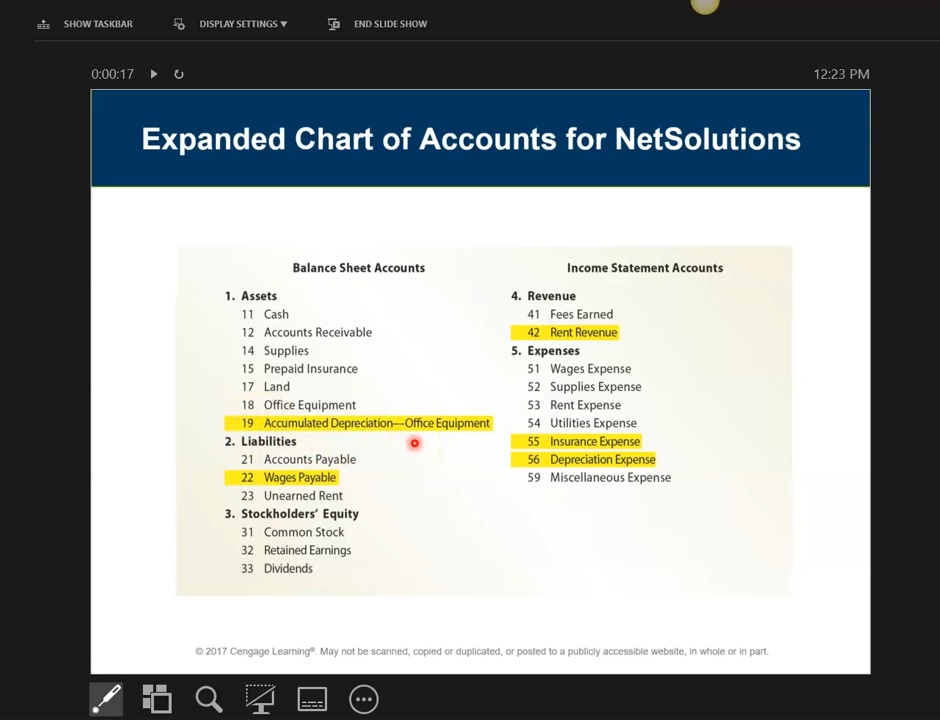 SHOW TASKBAR
DISPLAY SETTINGS ▼
END SLIDE SHOW
0:00:17
12:23 PM
Expanded Chart of Accounts for NetSolutions
Balance Sheet Accounts
1. Assets
11 Cash
12 Accounts Receivable
14 Supplies
15 Prepaid Insurance
17 Land
18 Office Equipment
19 Accumulated Depreciation—Office Equipment
2. Liabilities
21 Accounts Payable
22 Wages Payable
23 Unearned Rent
3. Stockholders' Equity
31 Common Stock
32 Retained Earnings
33 Dividends
Income Statement Accounts
4. Revenue
41 Fees Earned
42 Rent Revenue
5. Expenses
51 Wages Expense
52 Supplies Expense
53 Rent Expense
54 Utilities Expense
55 Insurance Expense
56 Depreciation Expense
59 Miscellaneous Expense
© 2017 Cengage Learning®. May not be scanned, copied or duplicated, or posted to a publicly accessible website, in whole or in part.